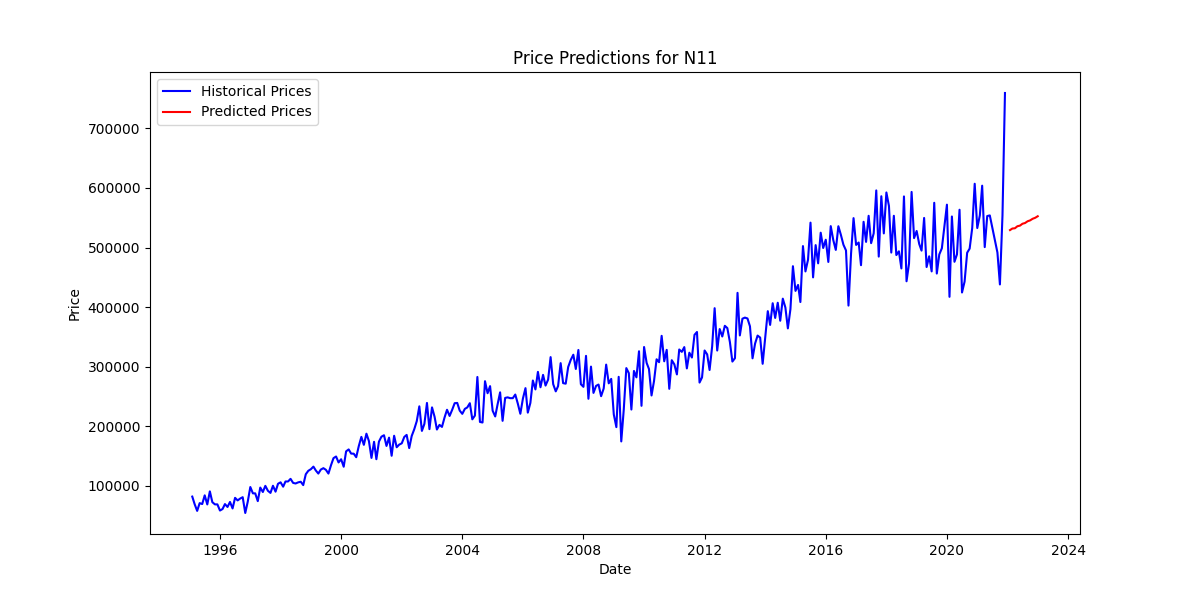 Price Predictions for N11
Historical Prices
Predicted Prices
Price
700000
600000
500000
400000
300000
200000
100000
1996 2000 2004 2008 2012 2016 2020 2024
Date